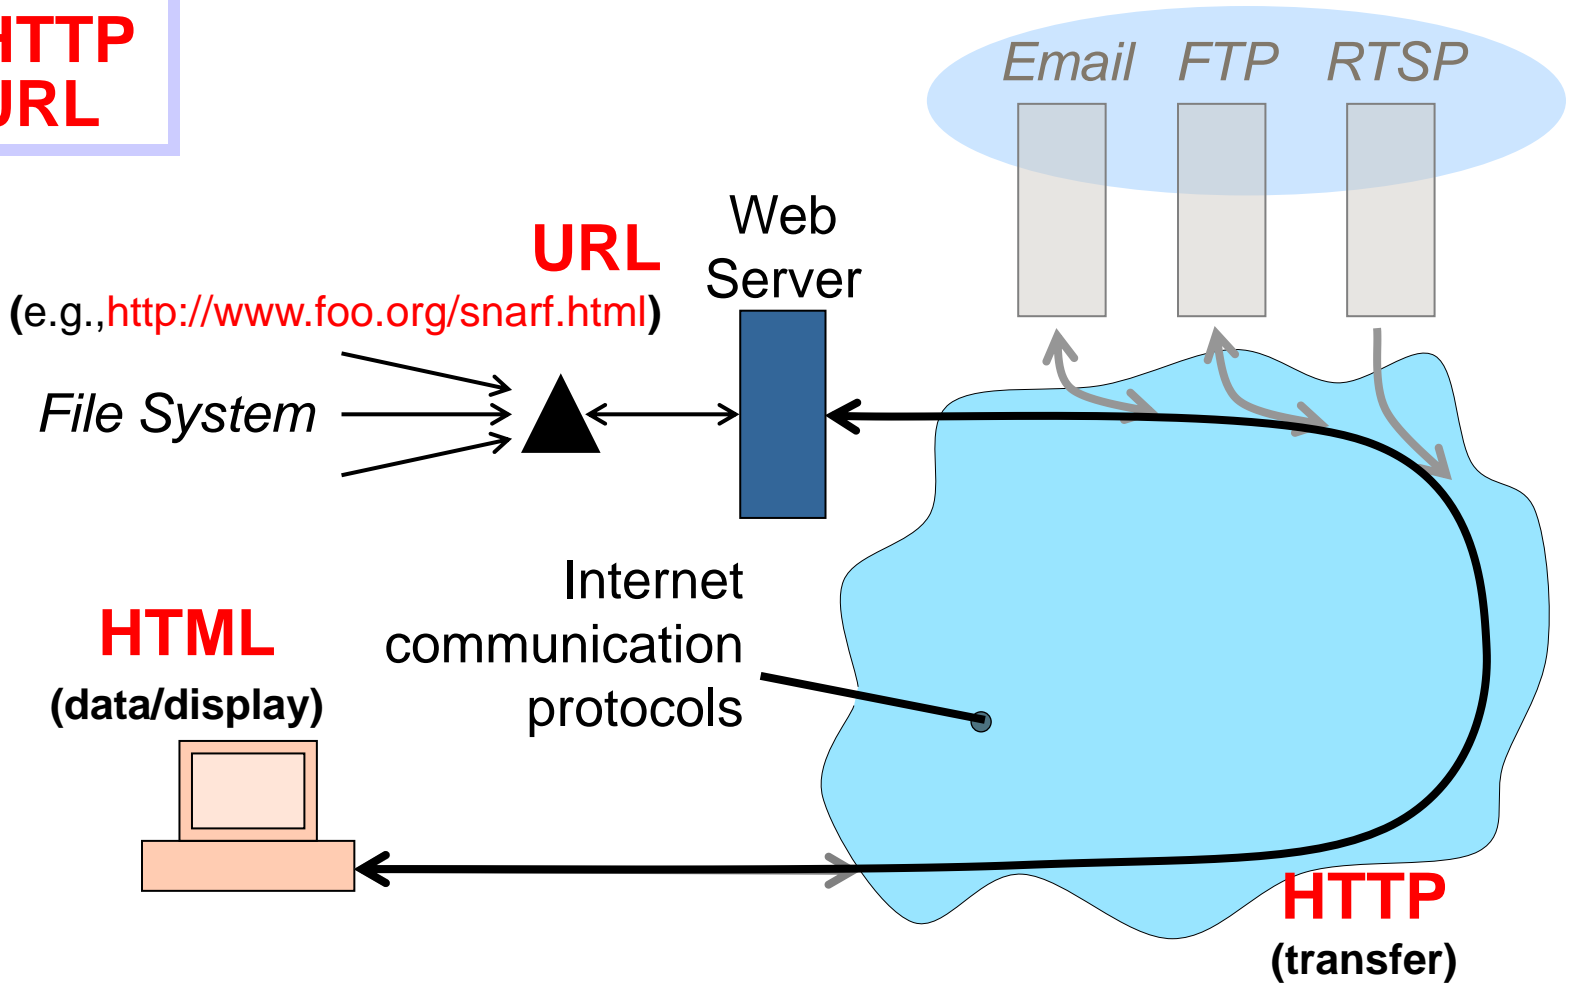 HTTP
URL
Email FTP RTSP
Web
Server
URL
(e.g.,http://www.foo.org/snarf.html)
File System
Internet
communication
protocols
HTML
(data/display)
HTTP
(transfer)